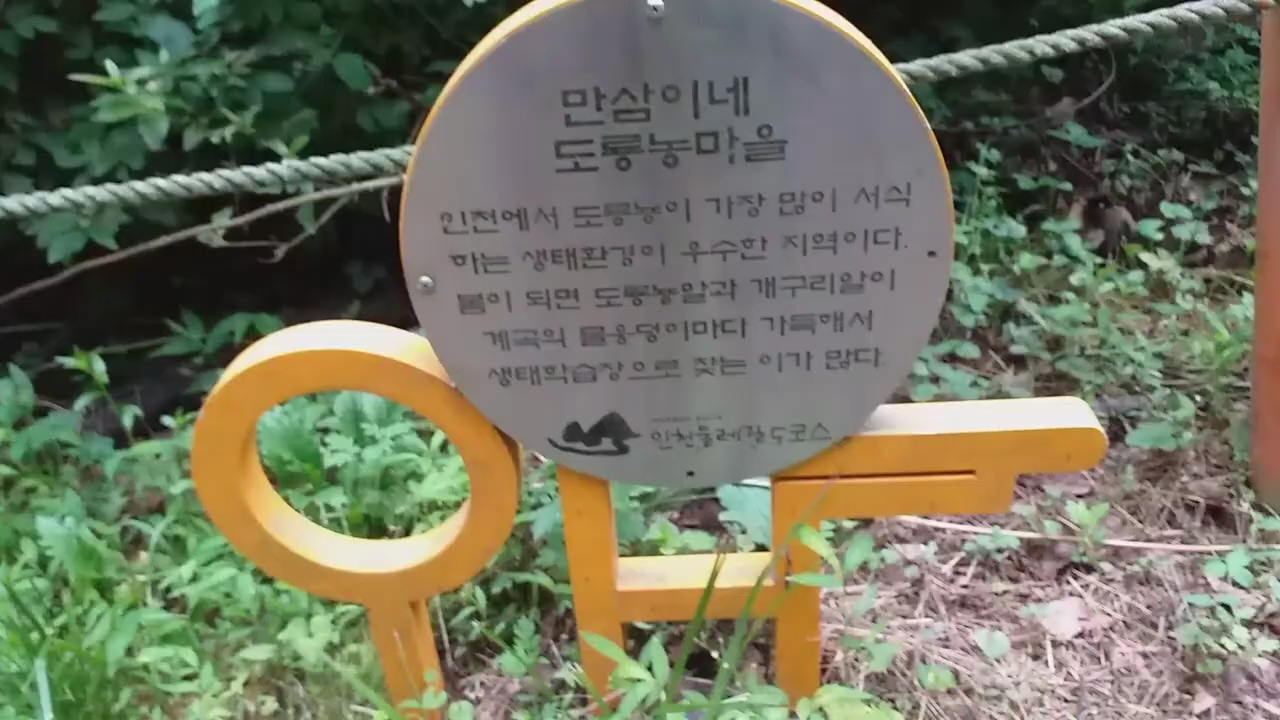 만삼이네
도롱뇽마을
인천에서 도롱뇽이 가장 많이 서식
하는 생태환경이 우수한 지역이다.
봄이 되면 도롱뇽알과 개구리알이
계곡의 물웅덩이마다 가득해서
생태학습장으로 찾는 이가 많다.
인천둘레길